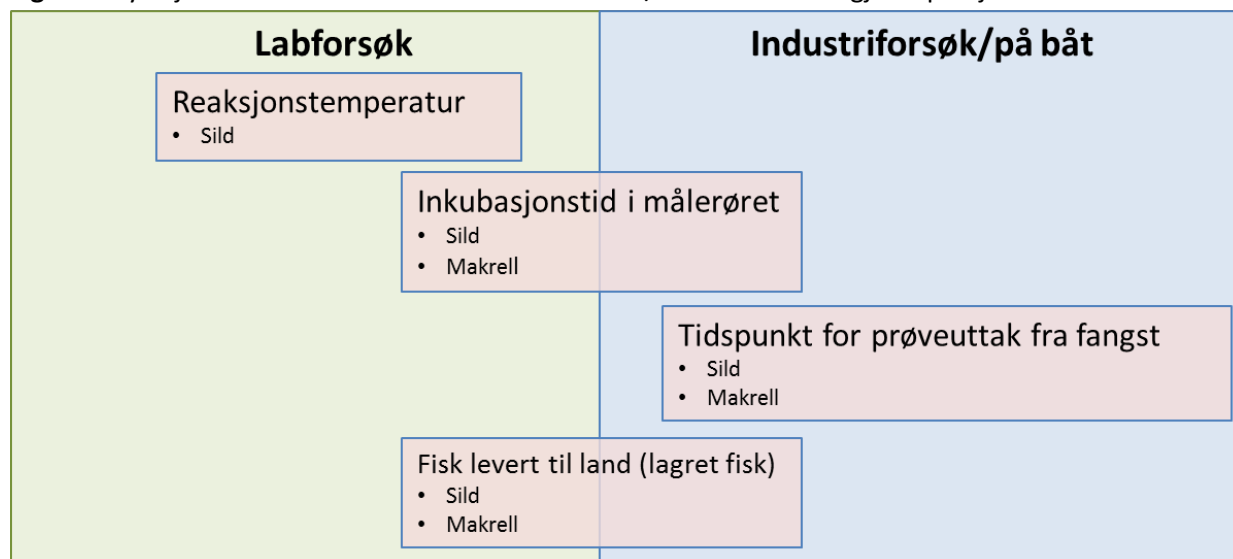 Labforsøk
Industriforsøk/på båt
Reaksjonstemperatur
• Sild
Inkubasjonstid i målerøret
• Sild
• Makrell
Tidspunkt for prøveuttak fra fangst
• Sild
• Makrell
Fisk levert til land (lagret fisk)
• Sild
• Makrell